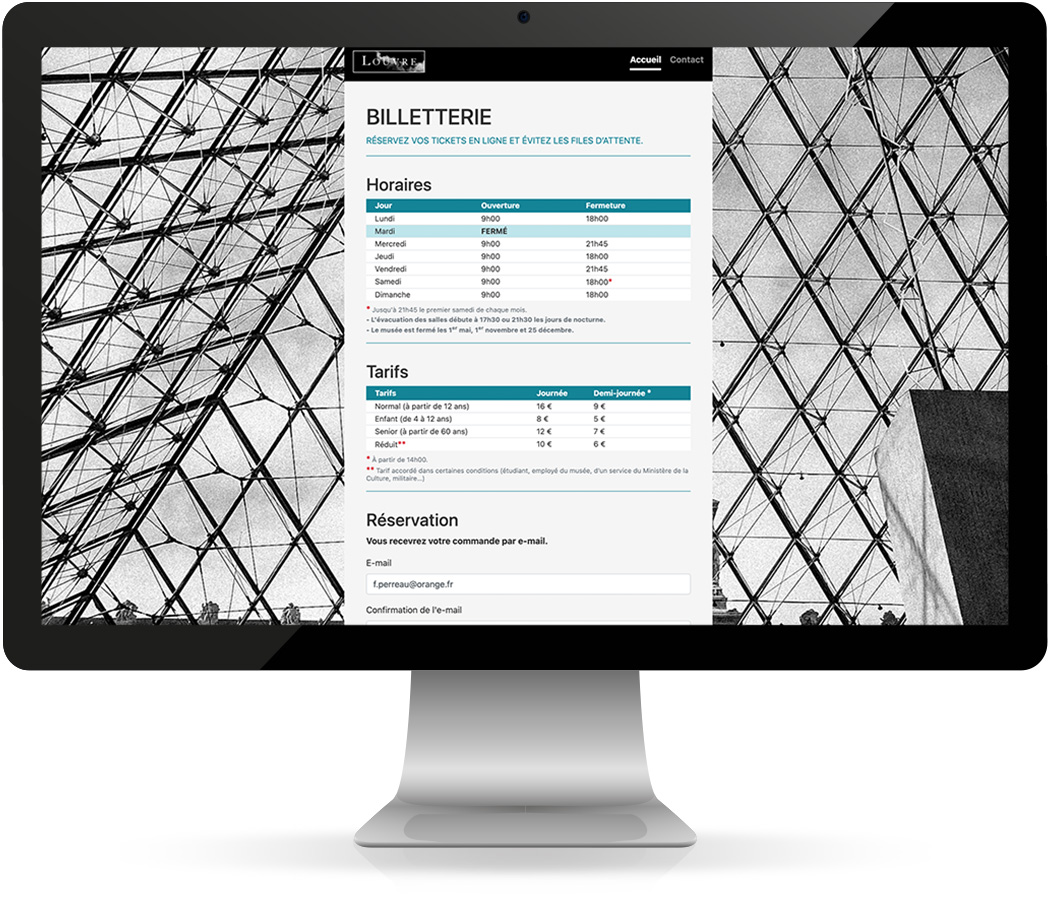 LOUVRE
Accueil Contact
BILLETTERIE
RÉSERVEZ VOS TICKETS EN LIGNE ET ÉVITEZ LES FILES D'ATTENTE.
Horaires
Jour Ouverture Fermeture
Lundi 9h00 18h00
Mardi FERMÉ
Mercredi 9h00 21h45
Jeudi 9h00 18h00
Vendredi 9h00 21h45
Samedi 9h00 18h00*
Dimanche 9h00 18h00
* Jusqu'à 21h45 le premier samedi de chaque mois.
- L'évacuation des salles débute à 17h30 ou 21h30 les jours de nocturne.
- Le musée est fermé les 1er mai, 1er novembre et 25 décembre.
Tarifs
Tarifs Journée Demi-journée *
Normal (à partir de 12 ans) 16 € 9 €
Enfant (de 4 à 12 ans) 8 € 5 €
Senior (à partir de 60 ans) 12 € 7 €
Réduit** 10 € 6 €
* À partir de 14h00.
** Tarif accordé dans certaines conditions (étudiant, employé du musée, d'un service du Ministère de la
Culture, militaire...)
Réservation
Vous recevrez votre commande par e-mail.
E-mail
f.perreau@orange.fr
Confirmation de l'e-mail